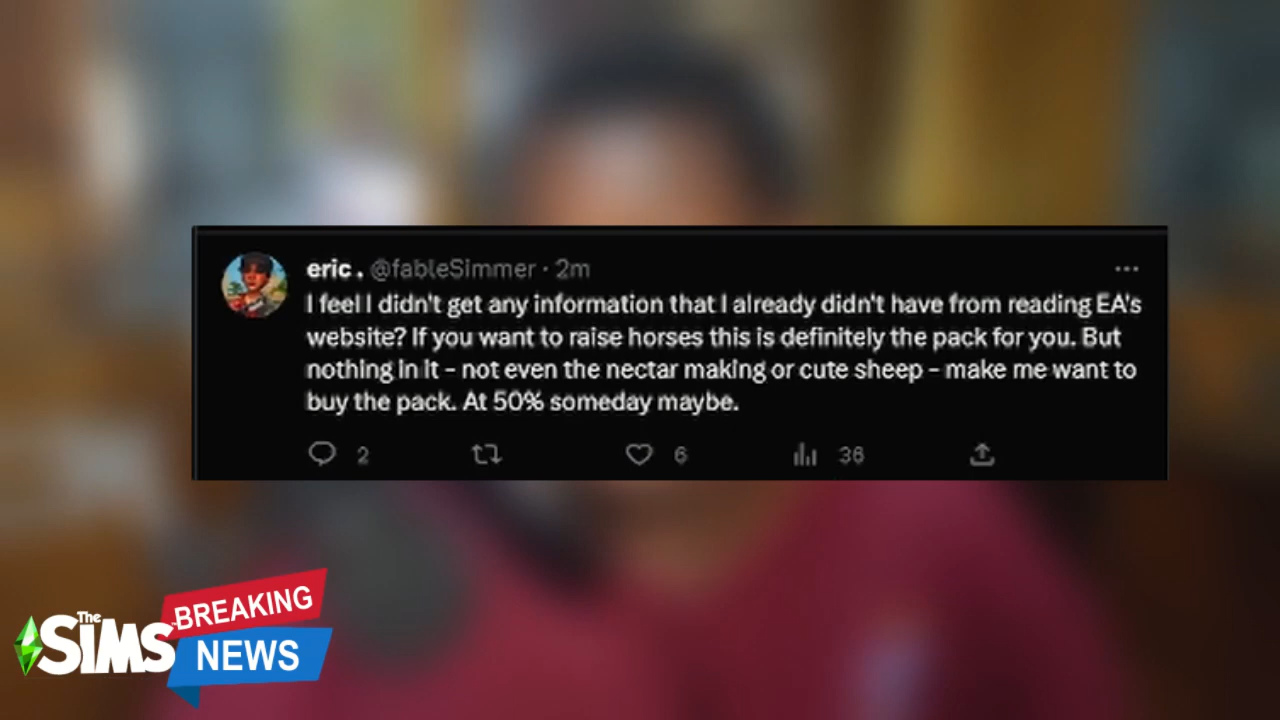 eric. @fableSimmer · 2m
I feel I didn't get any information that I already didn't have from reading EA's
website? If you want to raise horses this is definitely the pack for you. But
nothing in it - not even the nectar making or cute sheep - make me want to
buy the pack. At 50% someday maybe.
2 6 36
The
SiMS
BREAKING
NEWS